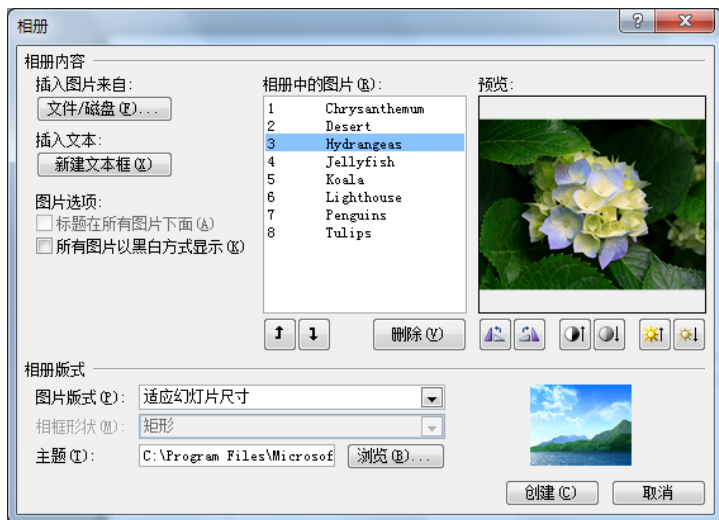 相册
相册内容
插入图片来自:
文件/磁盘(F)...
插入文本:
新建文本框(X)
图片选项:
标题在所有图片下面(A)
所有图片以黑白方式显示(K)
相册中的图片(R):
1 Chrysanthemum
2 Desert
3 Hydrangeas
4 Jellyfish
5 Koala
6 Lighthouse
7 Penguins
8 Tulips
删除(V)
预览:
相册版式
图片版式(P): 适应幻灯片尺寸
相框形状(M): 矩形
主题(T): C:\Program Files\Microsof 浏览(B)...
创建(C) 取消